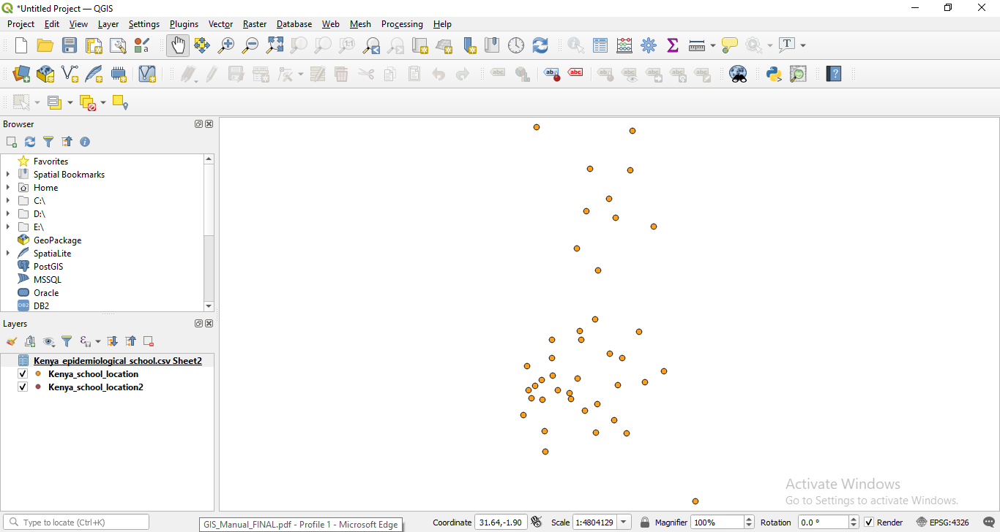 *Untitled Project — QGIS
Project Edit View Layer Settings Plugins Vector Raster Database Web Mesh Processing Help
Browser
Favorites
Spatial Bookmarks
Home
C:\
D:\
E:\
GeoPackage
SpatiaLite
PostGIS
MSSQL
Oracle
DB2
Layers
Kenya_epidemiological_school.csv Sheet2
Kenya_school_location
Kenya_school_location2
Activate Windows
Go to Settings to activate Windows.
Type to locate (Ctrl+K)
GIS_Manual_FINAL.pdf - Profile 1 - Microsoft Edge
Coordinate 31.64,-1.90 Scale 1:4804129 Magnifier 100% Rotation 0.0 ° Render EPSG:4326